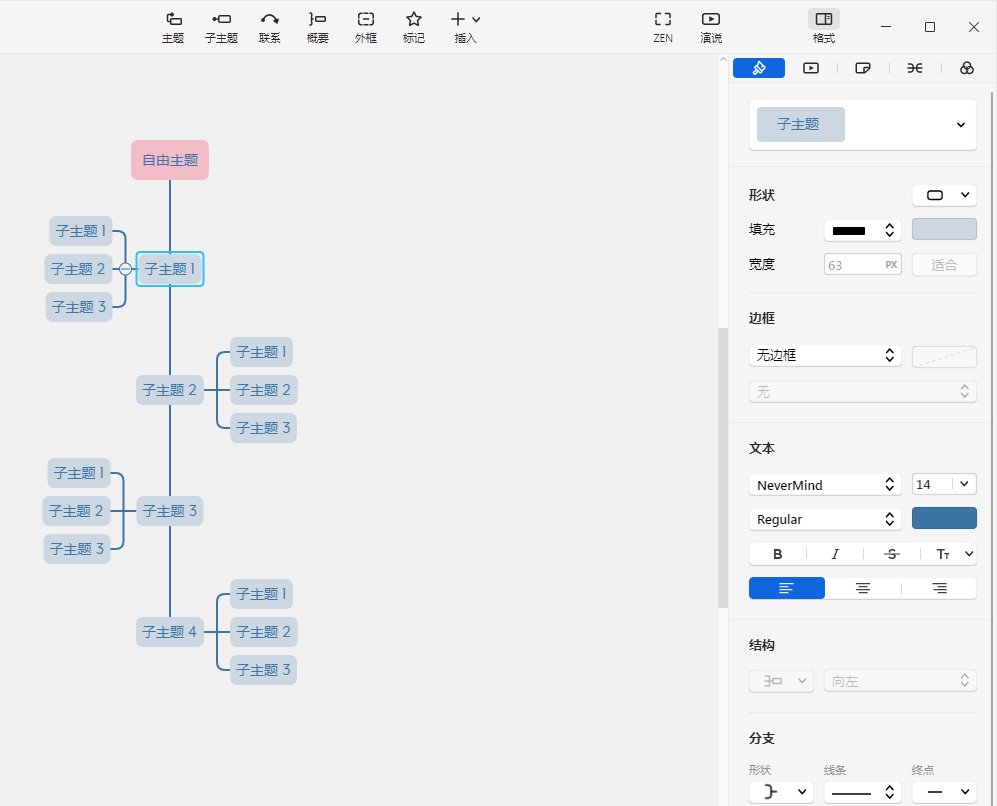 主题 子主题 联系 概要 外框 标记 插入 ZEN 演说 格式
自由主题
子主题 1
子主题 2
子主题 3
子主题 1
子主题 1
子主题 2
子主题 3
子主题 2
子主题 1
子主题 2
子主题 3
子主题 3
子主题 1
子主题 2
子主题 3
子主题 4
子主题
形状
填充
宽度 63 PX 适合
边框
无边框
无
文本
NeverMind 14
Regular
B I S TT
结构
向左
分支
形状 线条 终点